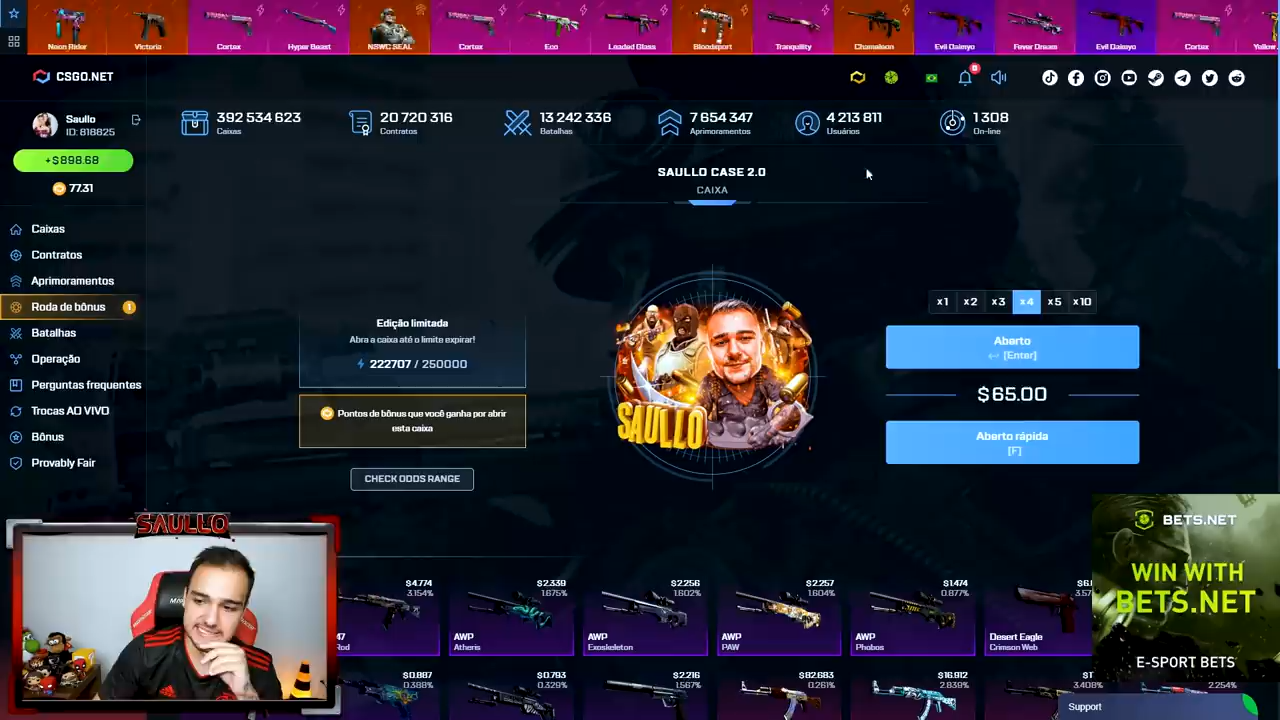 Neon Rider
Victoria
Cortex
Hyper Beast
NSWC SEAL
Cortex
Eco
Loaded Glass
Bloodsport
Tranquility
Chameleon
Evil Daimyo
Fever Dream
Evil Daimyo
Cortex
Yellow
CSGO.NET
Saullo
ID: 818825
+$898.68
77.31
392 534 623
Caixas
20 720 316
Contratos
13 242 336
Batalhas
7 654 347
Aprimoramentos
4 213 811
Usuários
1 308
On-line
SAULLO CASE 2.0
CAIXA
Caixas
Contratos
Aprimoramentos
Roda de bônus 1
Batalhas
Operação
Perguntas frequentes
Trocas AO VIVO
Bônus
Provably Fair
Edição limitada
Abra a caixa até o limite expirar!
222707 / 250000
Pontos de bônus que você ganha por abrir
esta caixa
CHECK ODDS RANGE
SAULLO
x1 x2 x3 x4 x5 x10
Aberto
[Enter]
$65.00
Aberto rápida
[F]
BETS.NET
WIN WITH
BETS.NET
E-SPORT BETS
Support
SAULLO
$4.774
3.154%
47
Rod
$2.339
1.675%
AWP
Atheris
$2.256
1.602%
AWP
Exoskeleton
$2.257
1.604%
AWP
PAW
$1.474
0.877%
AWP
Phobos
Desert Eagle
Crimson Web
$0.887
0.388%
$0.793
0.329%
$2.216
1.567%
$82.683
0.261%
$16.912
2.839%
3.408%
2.254%